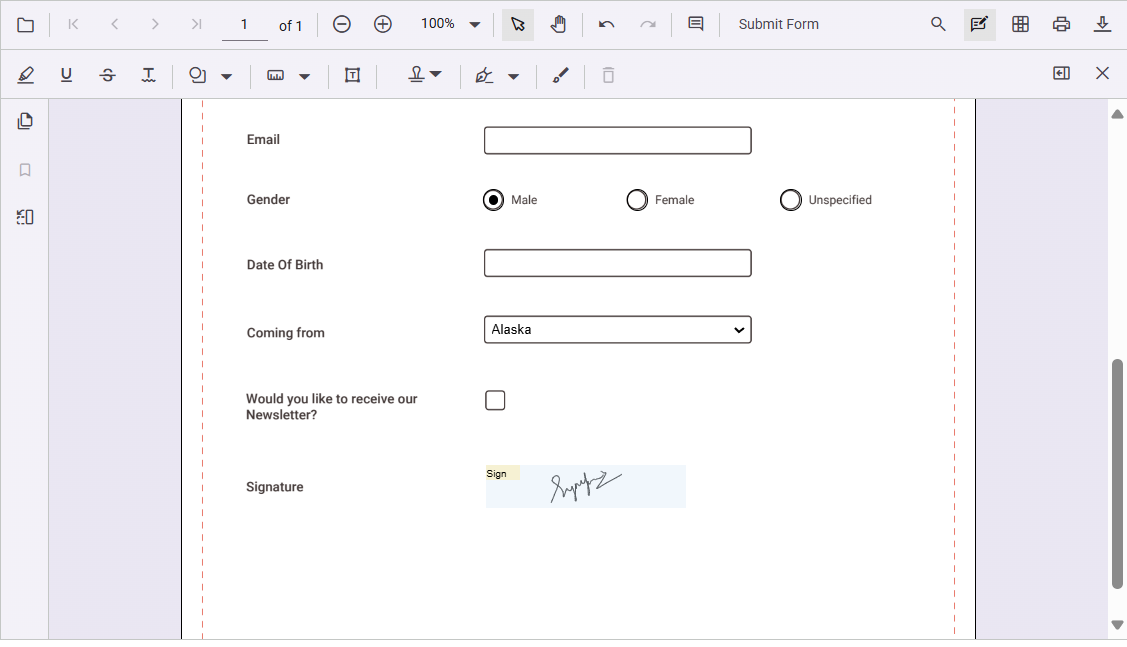 1 of 1 100% Submit Form
Email
Gender Male Female Unspecified
Date Of Birth
Coming from Alaska
Would you like to receive our
Newsletter?
Sign
Signature